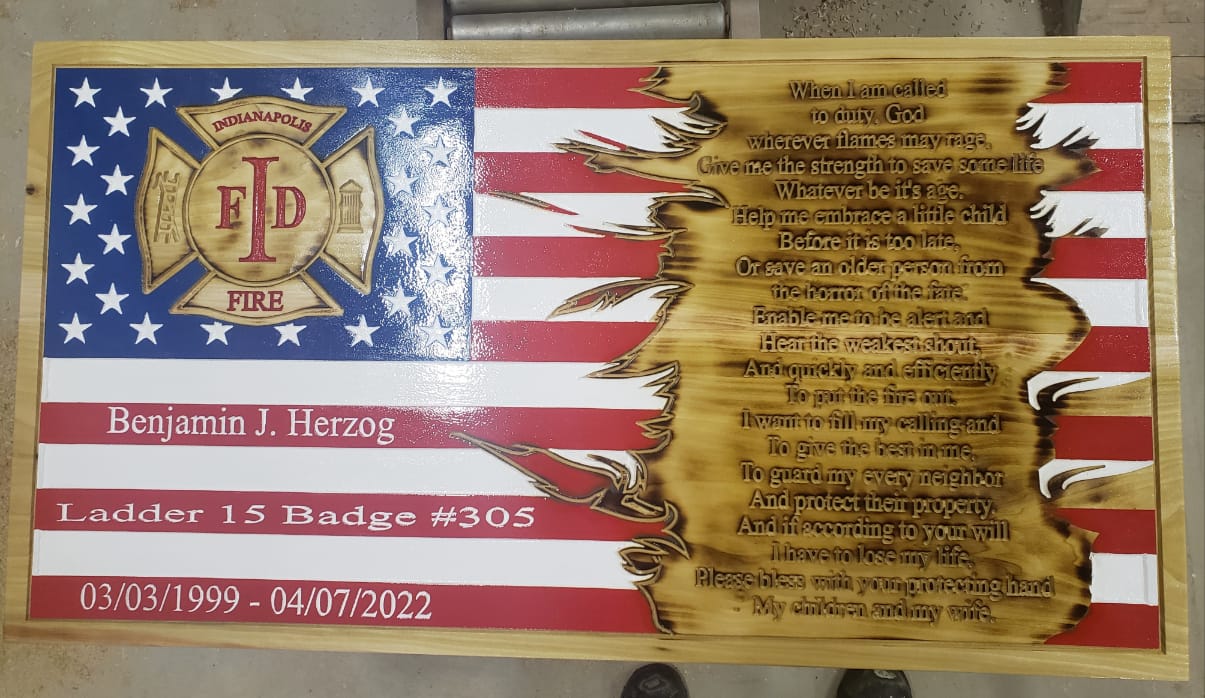 INDIANAPOLIS
F I D
FIRE
Benjamin J. Herzog
Ladder 15 Badge #305
03/03/1999 - 04/07/2022
When I am called
to duty, God
wherever flames may rage,
Give me the strength to save some life
Whatever be it's age.
Help me embrace a little child
Before it is too late,
Or save an older person from
the horror of the fate.
Enable me to be alert and
Hear the weakest shout,
And quickly and efficiently
To put the fire out.
I want to fill my calling and
To give the best in me,
To guard my every neighbor
And protect their property.
And if according to your will
I have to lose my life,
Please bless with your protecting hand
My children and my wife.